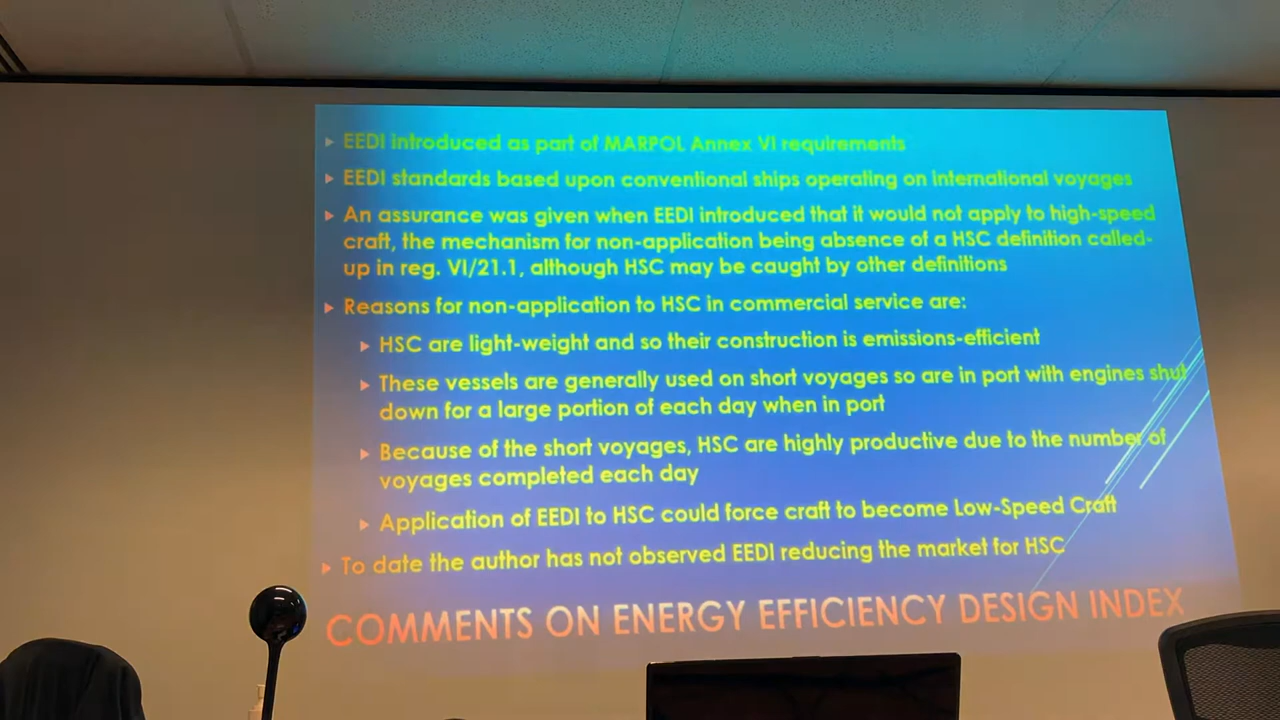 EEDI introduced as part of MARPOL Annex VI requirements
EEDI standards based upon conventional ships operating on international voyages
An assurance was given when EEDI introduced that it would not apply to high-speed
craft, the mechanism for non-application being absence of a HSC definition called-
up in reg. VI/21.1, although HSC may be caught by other definitions
Reasons for non-application to HSC in commercial service are:
HSC are light-weight and so their construction is emissions-efficient
These vessels are generally used on short voyages so are in port with engines shut
down for a large portion of each day when in port
Because of the short voyages, HSC are highly productive due to the number of
voyages completed each day
Application of EEDI to HSC could force craft to become Low-Speed Craft
To date the author has not observed EEDI reducing the market for HSC
COMMENTS ON ENERGY EFFICIENCY DESIGN INDEX